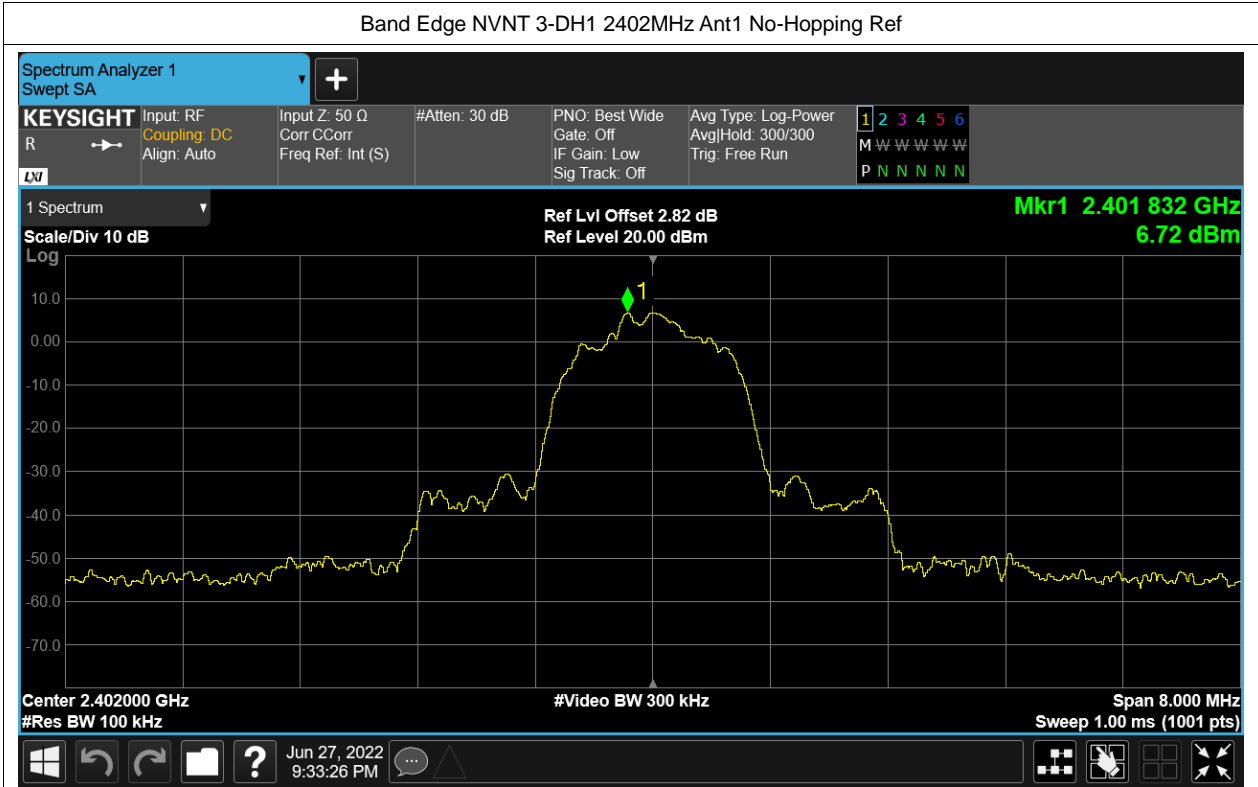 Band Edge NVNT 3-DH1 2402MHz Ant1 No-Hopping Ref
Spectrum Analyzer 1
Swept SA
KEYSIGHT
R
LXI
Input: RF
Coupling: DC
Align: Auto
Input Z: 50 Ω
Corr CCorr
Freq Ref: Int (S)
#Atten: 30 dB
PNO: Best Wide
Gate: Off
IF Gain: Low
Sig Track: Off
Avg Type: Log-Power
Avg|Hold: 300/300
Trig: Free Run
1 2 3 4 5 6
M W W W W W
P N N N N N
1 Spectrum
Scale/Div 10 dB
Log
Ref Lvl Offset 2.82 dB
Ref Level 20.00 dBm
Mkr1 2.401 832 GHz
6.72 dBm
1
10.0
0.00
-10.0
-20.0
-30.0
-40.0
-50.0
-60.0
-70.0
Center 2.402000 GHz
#Res BW 100 kHz
#Video BW 300 kHz
Span 8.000 MHz
Sweep 1.00 ms (1001 pts)
?
Jun 27, 2022
9:33:26 PM